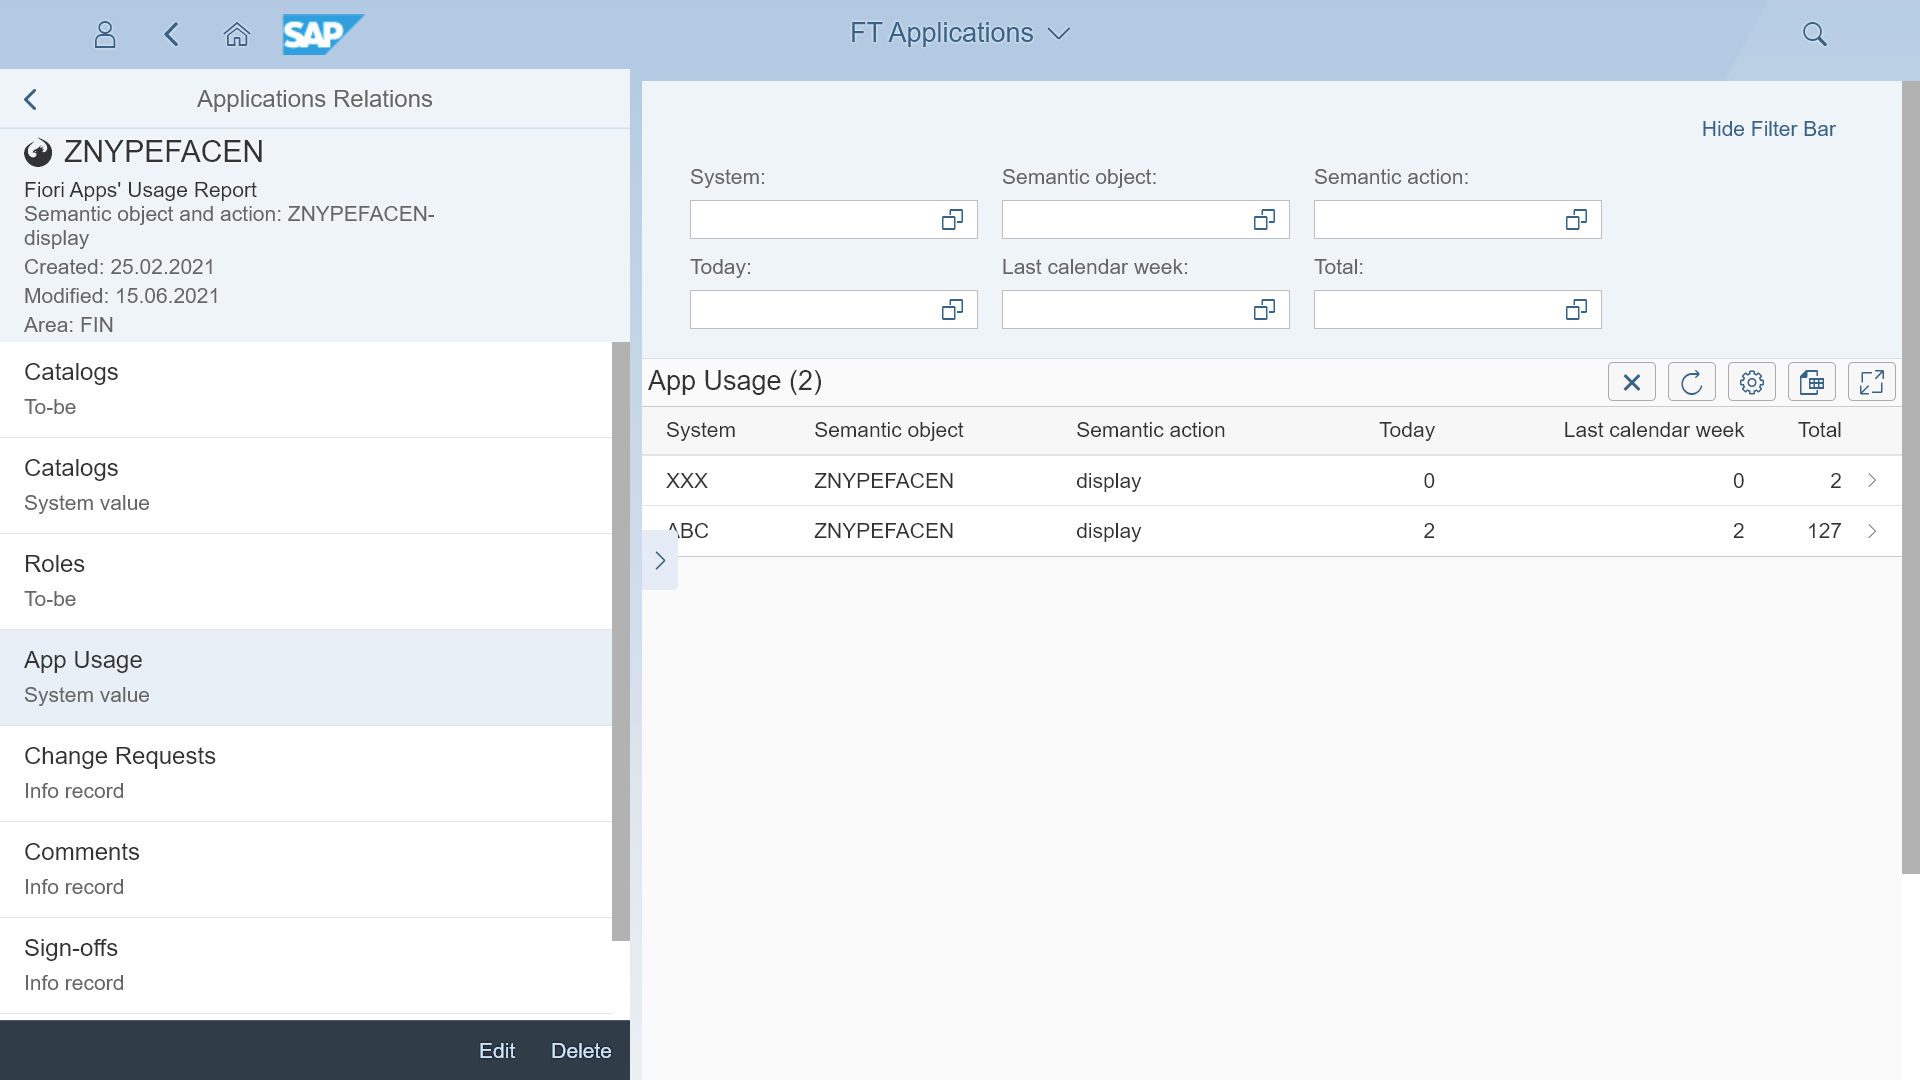 SAP
FT Applications
Applications Relations
ZNYPEFACEN
Fiori Apps' Usage Report
Semantic object and action: ZNYPEFACEN-
display
Created: 25.02.2021
Modified: 15.06.2021
Area: FIN
Catalogs
To-be
Catalogs
System value
Roles
To-be
App Usage
System value
Change Requests
Info record
Comments
Info record
Sign-offs
Info record
Edit Delete
Hide Filter Bar
System: Semantic object: Semantic action:
Today: Last calendar week: Total:
App Usage (2)
System Semantic object Semantic action Today Last calendar week Total
XXX ZNYPEFACEN display 0 0 2
ABC ZNYPEFACEN display 2 2 127